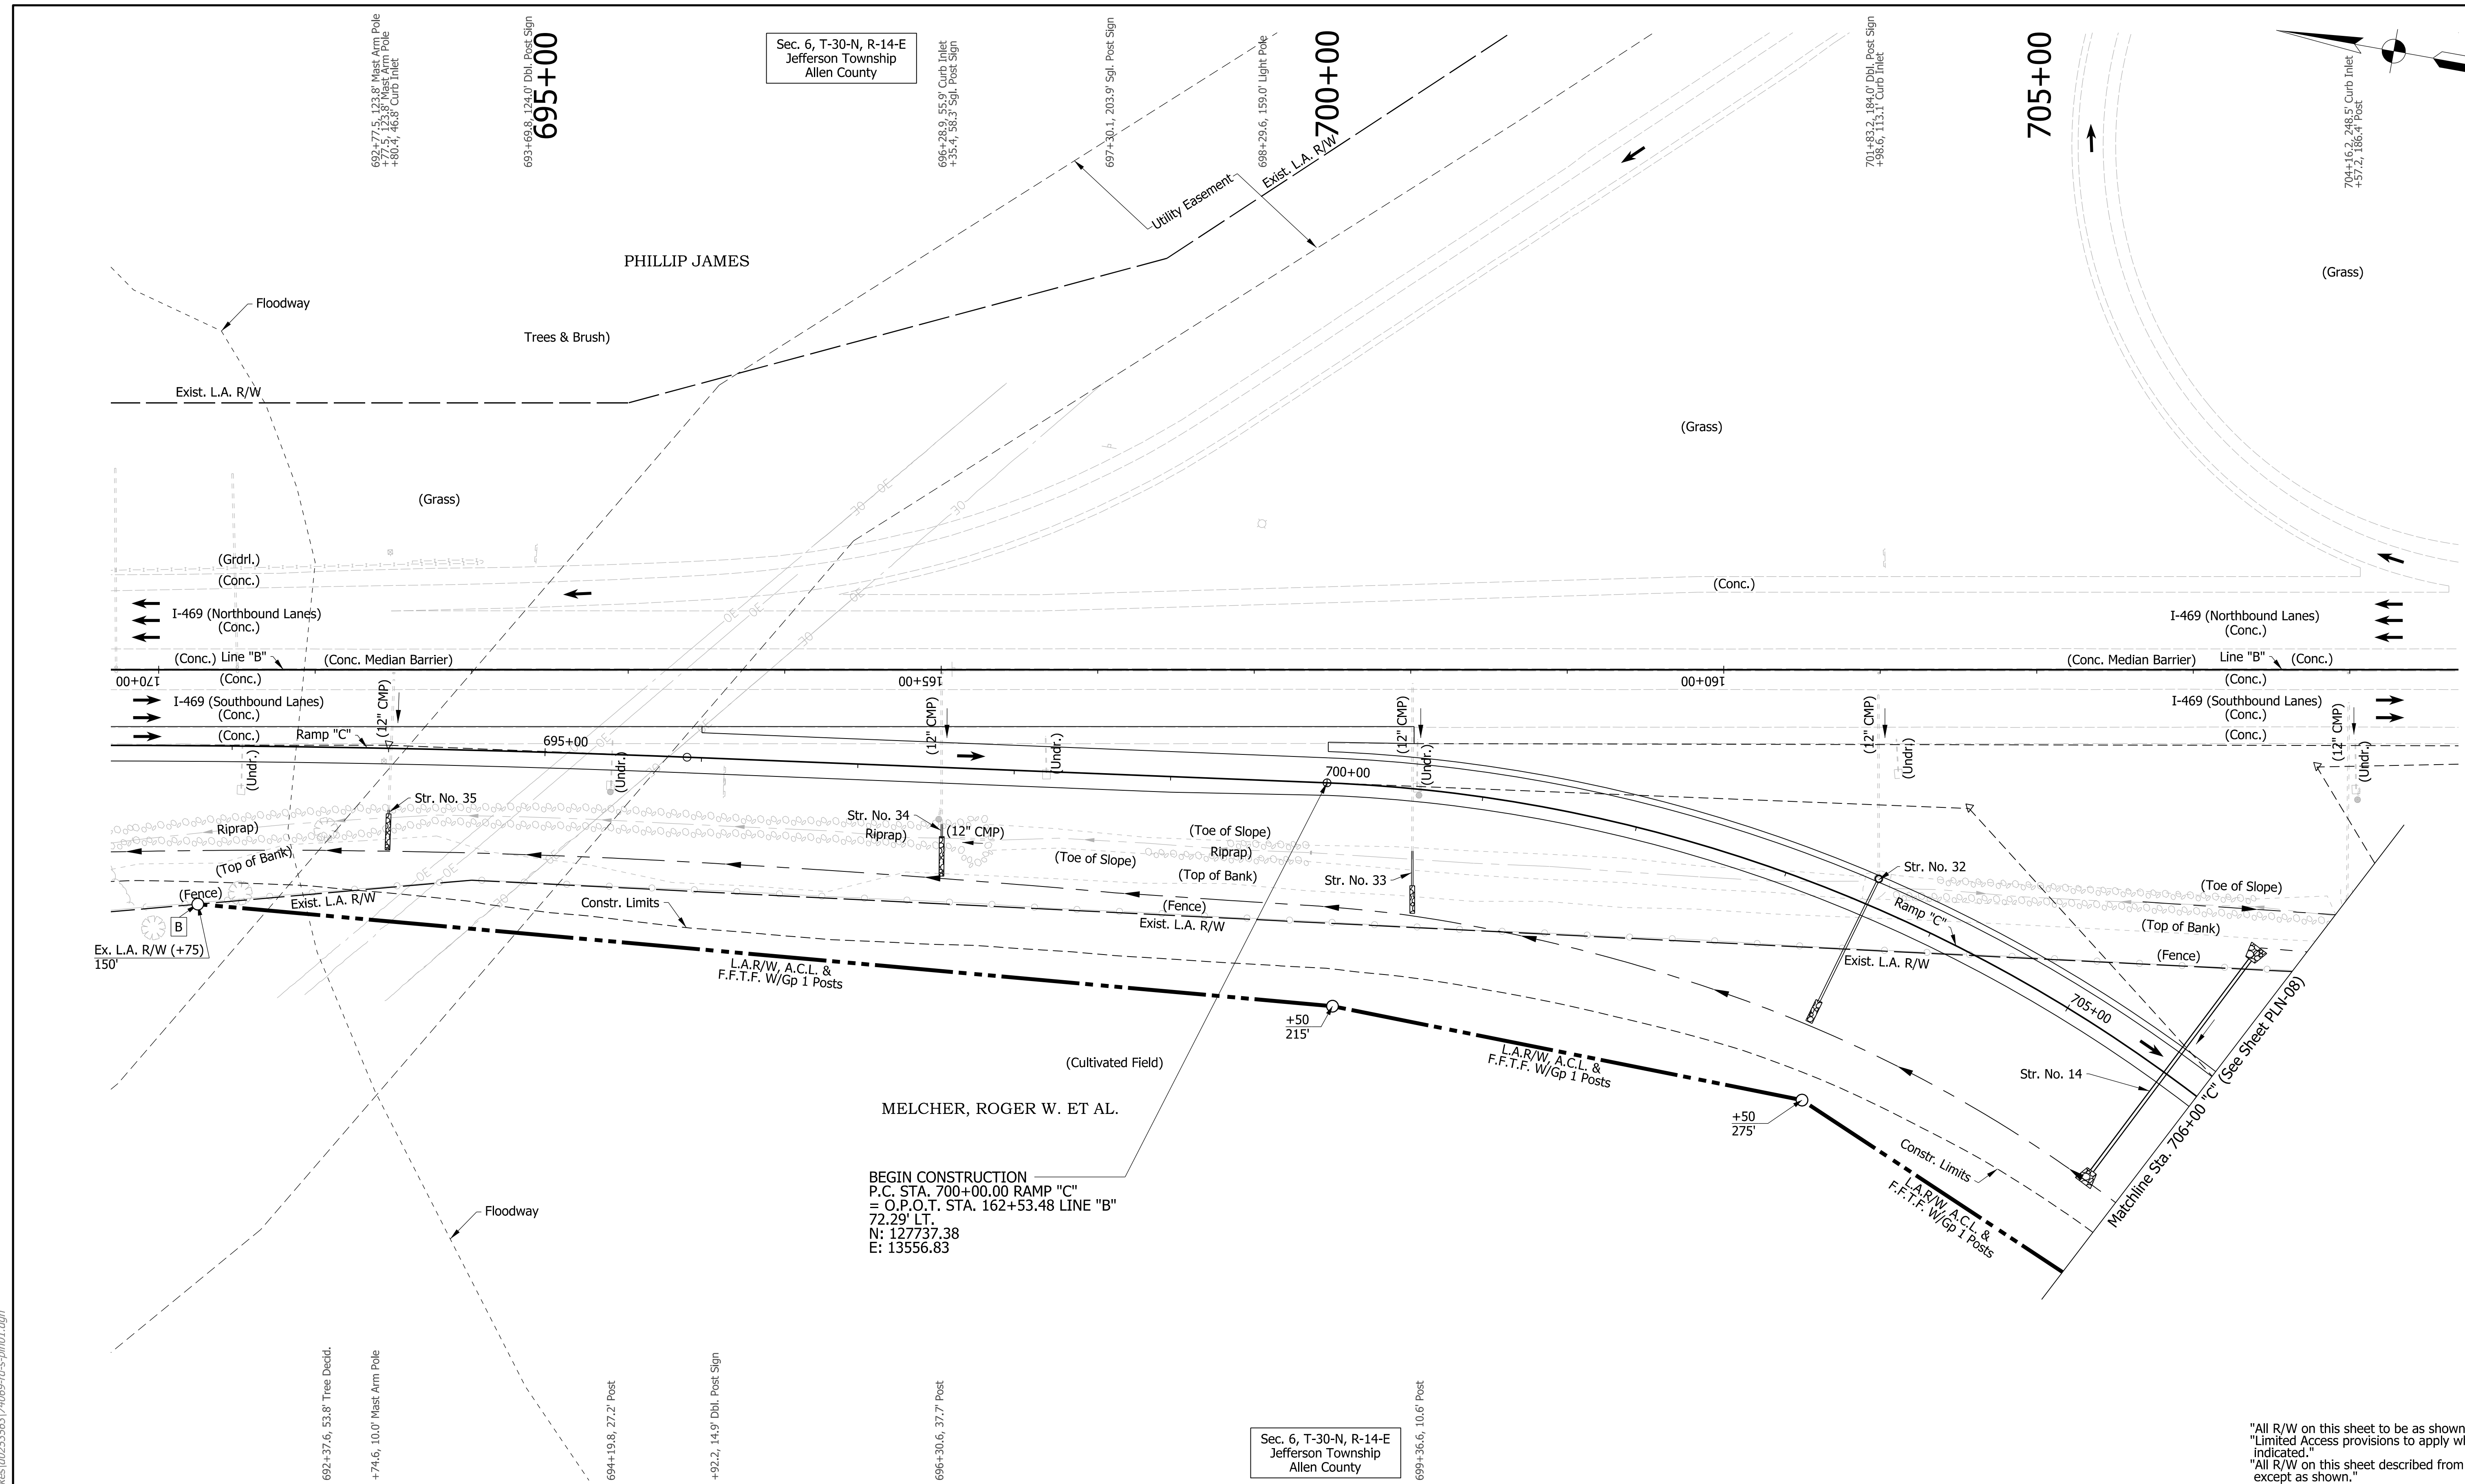 692+77.5, 123.8' Mast Arm Pole
+77.5, 123.8' Mast Arm Pole
+80.4, 46.8' Curb Inlet
693+69.8, 124.0' Dbl. Post Sign
695+00
Sec. 6, T-30-N, R-14-E
Jefferson Township
Allen County
696+28.9, 55.9' Curb Inlet
+35.4, 58.3' Sgl. Post Sign
697+30.1, 203.9' Sgl. Post Sign
698+29.6, 159.0' Light Pole
700+00
701+83.2, 184.0' Dbl. Post Sign
+98.6, 113.1' Curb Inlet
705+00
704+16.2, 248.5' Curb Inlet
+57.2, 186.4' Post
Exist. L.A. R/W
Utility Easement
PHILLIP JAMES
(Grass)
Floodway
Trees & Brush)
Exist. L.A. R/W
(Grass)
(Grass)
OE
OE
OE
OE
(Grdrl.)
(Conc.)
(Conc.)
I-469 (Northbound Lanes)
(Conc.)
I-469 (Northbound Lanes)
(Conc.)
OE
OE
OE
OE
(Conc.) Line "B"
(Conc. Median Barrier)
(Conc. Median Barrier)
Line "B"
(Conc.)
170+00
(Conc.)
165+00
160+00
(Conc.)
I-469 (Southbound Lanes)
(Conc.)
I-469 (Southbound Lanes)
(Conc.)
(12" CMP)
(12" CMP)
(12" CMP)
(12" CMP)
(12" CMP)
(Conc.)
Ramp "C"
695+00
(Conc.)
OE
OE
(Undr.)
(Undr.)
(Undr.)
(Undr.)
(Undr.)
(Undr.)
700+00
Str. No. 35
Riprap)
Str. No. 34
(12" CMP)
Riprap)
(Toe of Slope)
Riprap)
(Toe of Slope)
(Top of Bank)
(Top of Bank)
Str. No. 33
Str. No. 32
(Toe of Slope)
(Fence)
Exist. L.A. R/W
OE
OE
OE
Constr. Limits
(Fence)
Exist. L.A. R/W
Ramp "C"
(Top of Bank)
B
Ex. L.A. R/W (+75)
150'
Exist. L.A. R/W
(Fence)
L.A.R/W, A.C.L. &
F.F.T.F. W/Gp 1 Posts
+50
215'
705+00
(Cultivated Field)
L.A.R/W, A.C.L. &
F.F.T.F. W/Gp 1 Posts
Str. No. 14
MELCHER, ROGER W. ET AL.
+50
275'
Matchline Sta. 706+00 "C" (See Sheet PLN-08)
Constr. Limits
BEGIN CONSTRUCTION
P.C. STA. 700+00.00 RAMP "C"
= O.P.O.T. STA. 162+53.48 LINE "B"
72.29' LT.
N: 127737.38
E: 13556.83
L.A.R/W, A.C.L. &
F.F.T.F. W/Gp 1 Posts
Floodway
692+37.6, 53.8' Tree Decid.
+74.6, 10.0' Mast Arm Pole
694+19.8, 27.2' Post
+92.2, 14.9' Dbl. Post Sign
696+30.6, 37.7' Post
Sec. 6, T-30-N, R-14-E
Jefferson Township
Allen County
699+36.6, 10.6' Post
"All R/W on this sheet to be as shown
"Limited Access provisions to apply
indicated."
"All R/W on this sheet described from
except as shown."